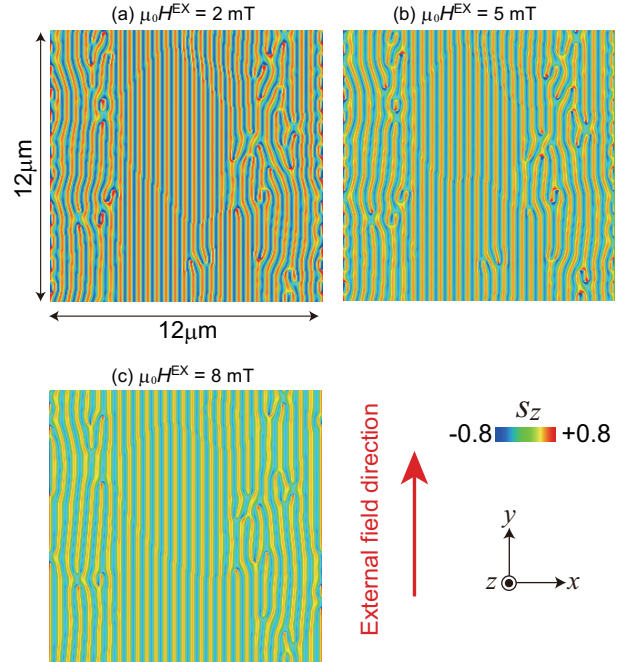 (a) μ₀Hᴱˣ = 2 mT
(b) μ₀Hᴱˣ = 5 mT
12μm
12μm
(c) μ₀Hᴱˣ = 8 mT
External field direction
sz
-0.8 +0.8
y
z x